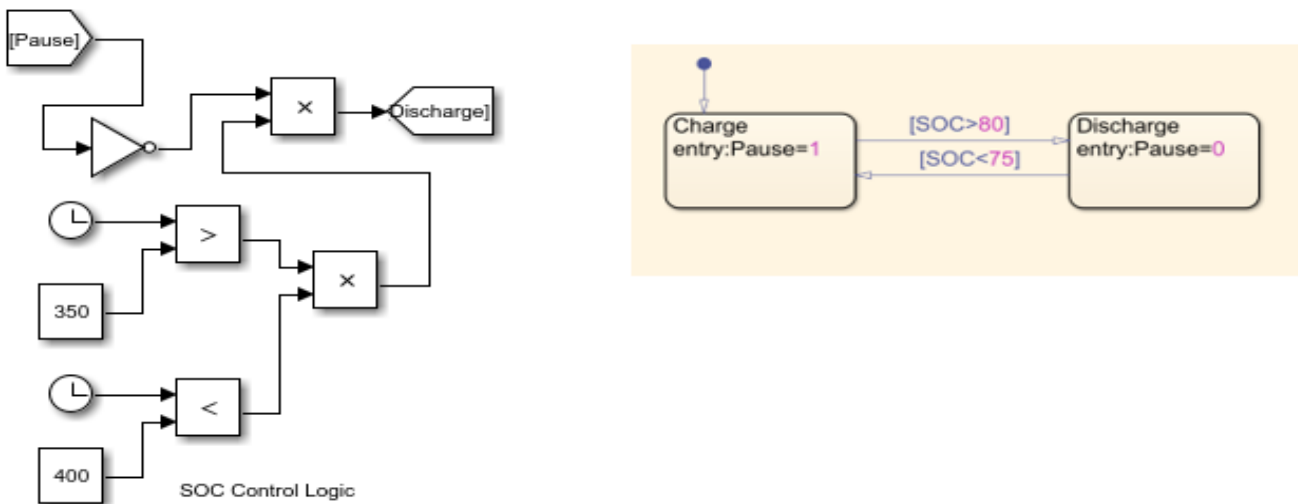 [Pause]
×
Discharge]
>
350
×
<
400
SOC Control Logic
Charge
entry:Pause=1
[SOC>80]
[SOC<75]
Discharge
entry:Pause=0